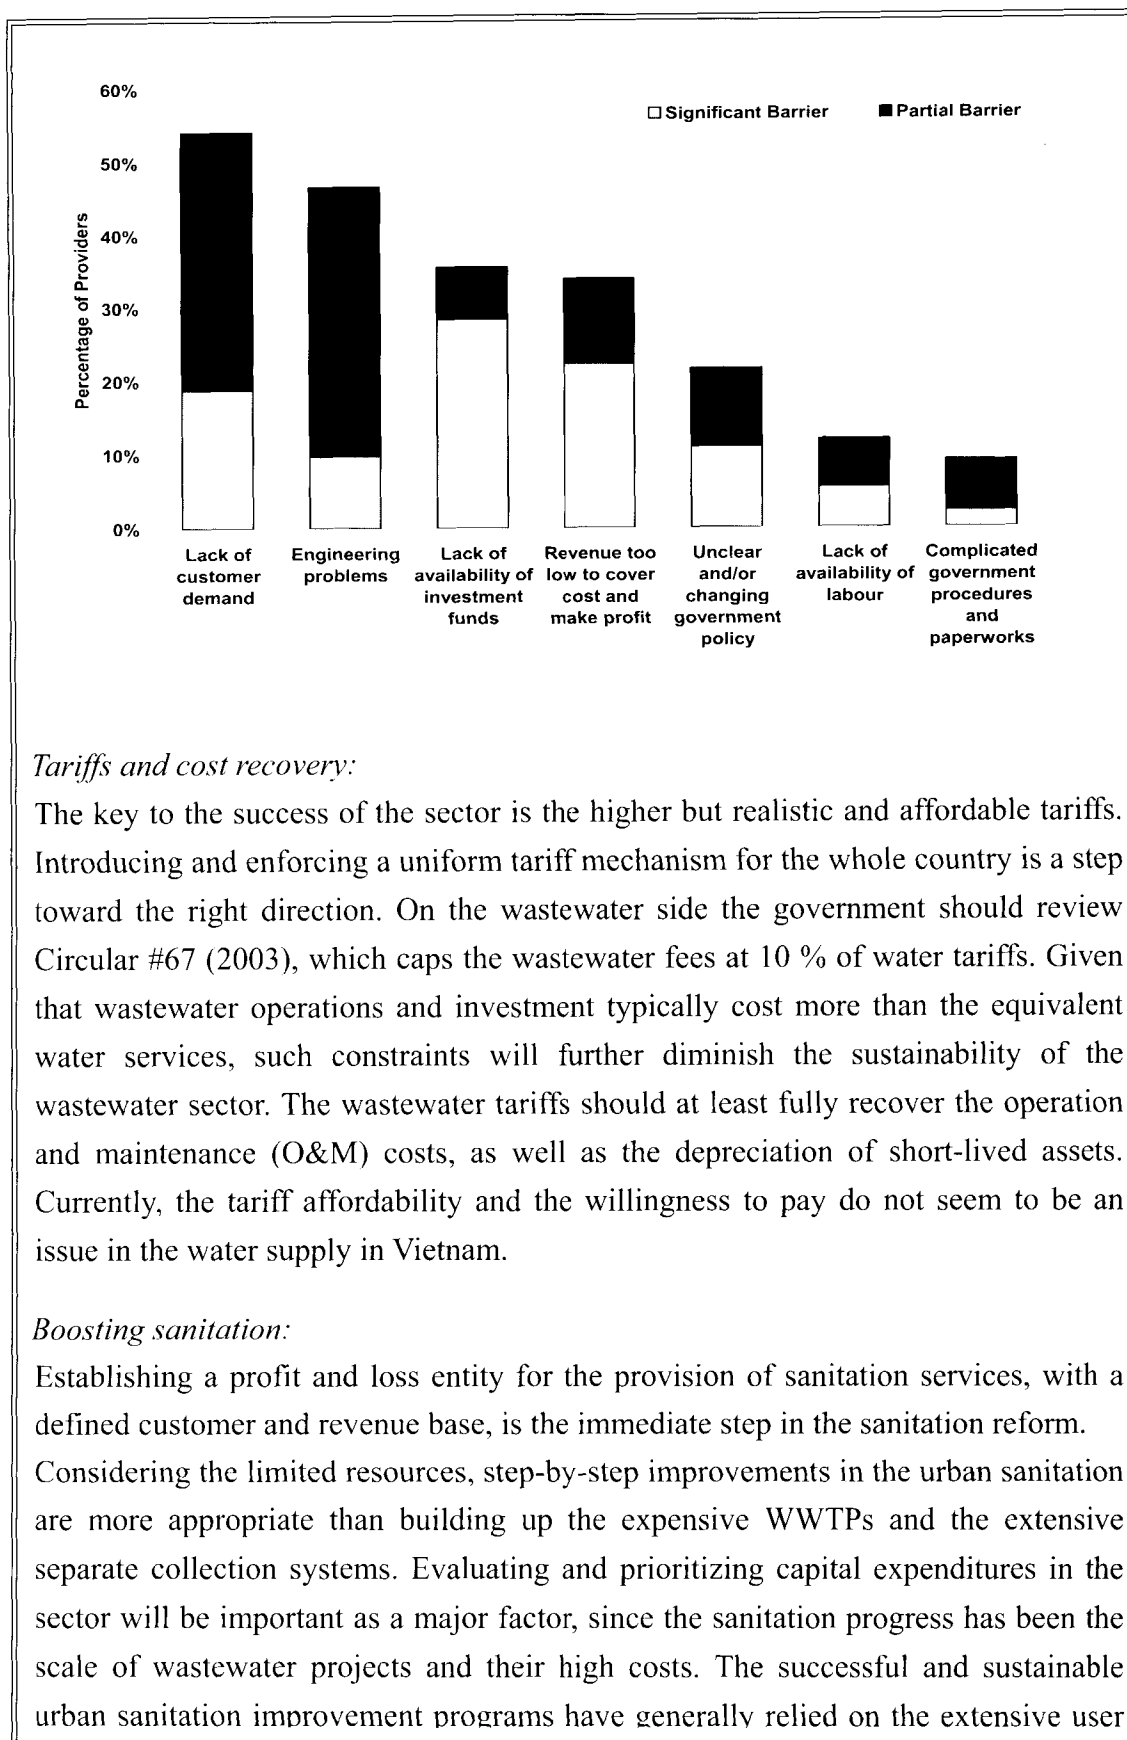 60%
☐ Significant Barrier ■ Partial Barrier
50%
40%
30%
20%
10%
0%
Percentage of Providers
Lack of
customer
demand
Engineering
problems
Lack of
availability of
investment
funds
Revenue too
low to cover
cost and
make profit
Unclear
and/or
changing
government
policy
Lack of
availability of
labour
Complicated
government
procedures
and
paperworks
Tariffs and cost recovery:
The key to the success of the sector is the higher but realistic and affordable tariffs.
Introducing and enforcing a uniform tariff mechanism for the whole country is a step
toward the right direction. On the wastewater side the government should review
Circular #67 (2003), which caps the wastewater fees at 10 % of water tariffs. Given
that wastewater operations and investment typically cost more than the equivalent
water services, such constraints will further diminish the sustainability of the
wastewater sector. The wastewater tariffs should at least fully recover the operation
and maintenance (O&M) costs, as well as the depreciation of short-lived assets.
Currently, the tariff affordability and the willingness to pay do not seem to be an
issue in the water supply in Vietnam.
Boosting sanitation:
Establishing a profit and loss entity for the provision of sanitation services, with a
defined customer and revenue base, is the immediate step in the sanitation reform.
Considering the limited resources, step-by-step improvements in the urban sanitation
are more appropriate than building up the expensive WWTPs and the extensive
separate collection systems. Evaluating and prioritizing capital expenditures in the
sector will be important as a major factor, since the sanitation progress has been the
scale of wastewater projects and their high costs. The successful and sustainable
urban sanitation improvement programs have generally relied on the extensive user